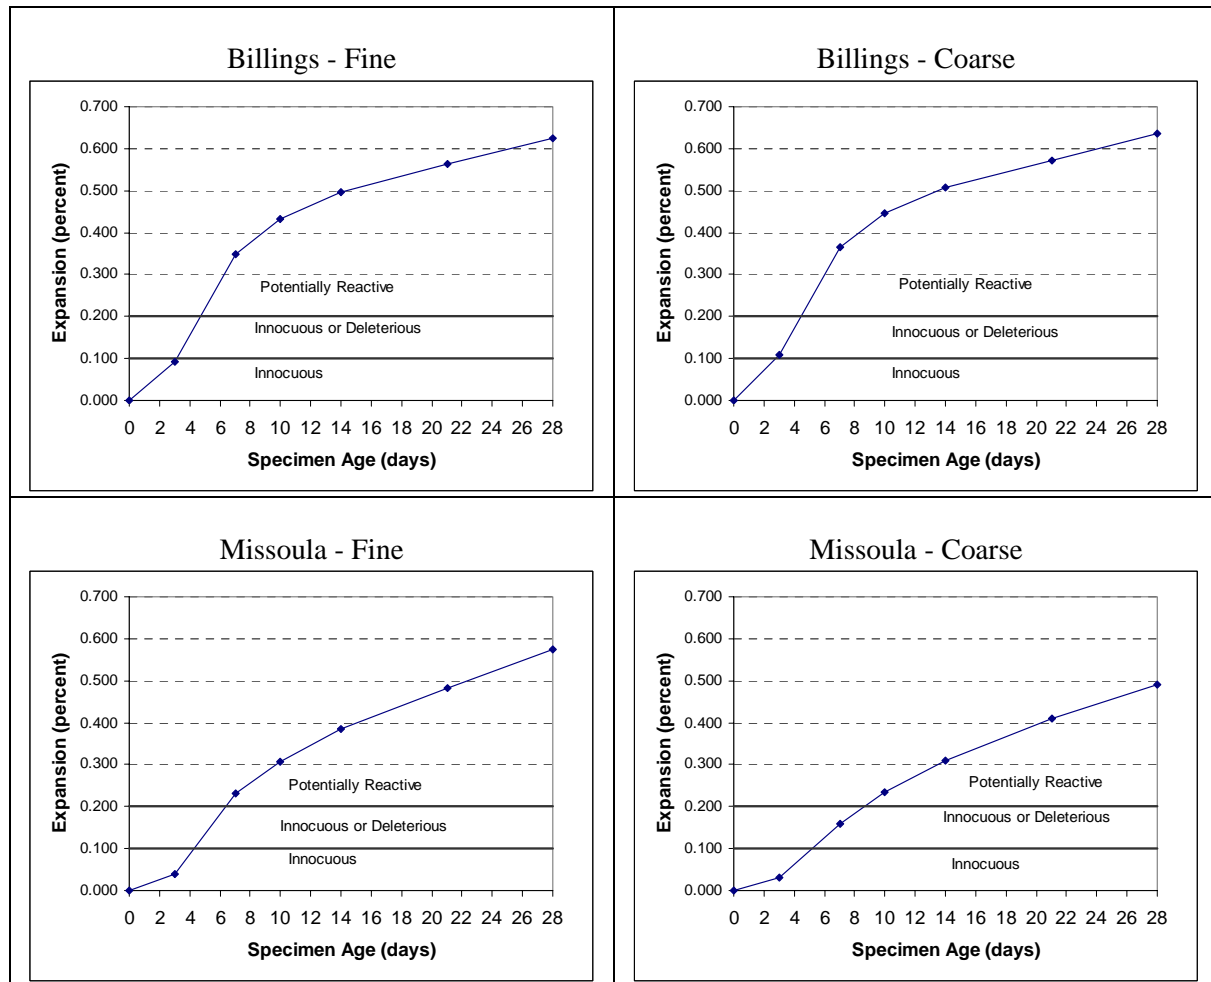 Billings - Fine
0.700
0.600
0.500
0.400
0.300
0.200
0.100
0.000
Expansion (percent)
Potentially Reactive
Innocuous or Deleterious
Innocuous
0 2 4 6 8 10 12 14 16 18 20 22 24 26 28
Specimen Age (days)
Billings - Coarse
0.700
0.600
0.500
0.400
0.300
0.200
0.100
0.000
Expansion (percent)
Potentially Reactive
Innocuous or Deleterious
Innocuous
0 2 4 6 8 10 12 14 16 18 20 22 24 26 28
Specimen Age (days)
Missoula - Fine
0.700
0.600
0.500
0.400
0.300
0.200
0.100
0.000
Expansion (percent)
Potentially Reactive
Innocuous or Deleterious
Innocuous
0 2 4 6 8 10 12 14 16 18 20 22 24 26 28
Specimen Age (days)
Missoula - Coarse
0.700
0.600
0.500
0.400
0.300
0.200
0.100
0.000
Expansion (percent)
Potentially Reactive
Innocuous or Deleterious
Innocuous
0 2 4 6 8 10 12 14 16 18 20 22 24 26 28
Specimen Age (days)